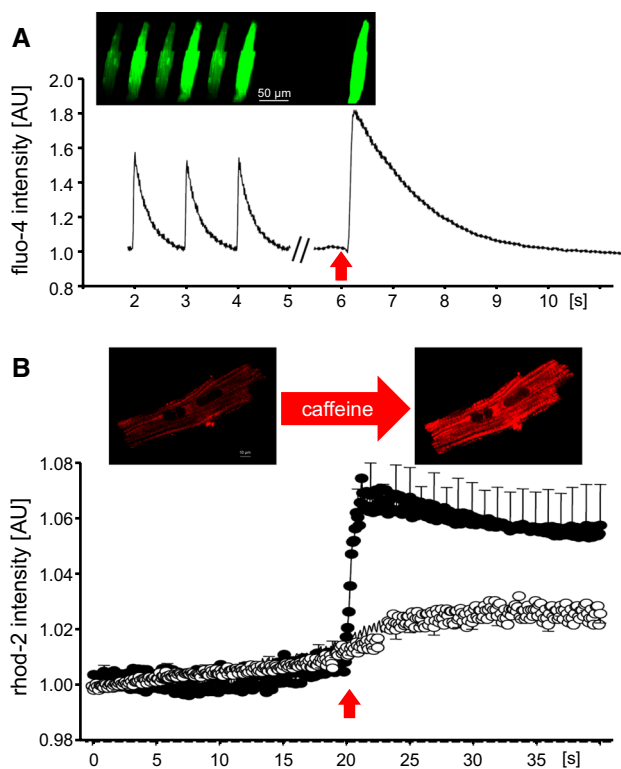 A
50 µm
fluo-4 intensity [AU]
2.0
1.8
1.6
1.4
1.2
1.0
0.8
2 3 4 5 6 7 8 9 10 [s]
B
caffeine
rhod-2 intensity [AU]
1.08
1.06
1.04
1.02
1.00
0.98
0 5 10 15 20 25 30 35 [s]